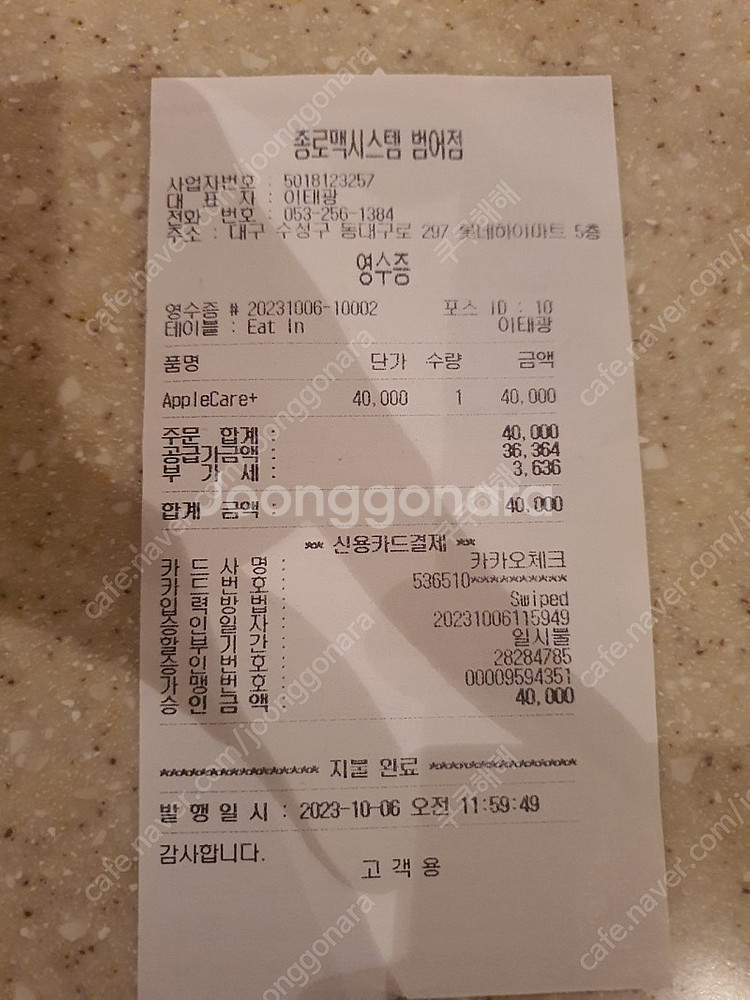 종로맥시스템 범어점
사업자번호 : 5018123257
대 표 자 : 이태광
전화 번호 : 053-256-1384
주소 : 대구 수성구 동대구로 297 롯데하이마트 5층
영수증
영수증 # 20231006-10002 포스 ID : 10
테이블 : Eat In 이태광
품명 단가 수량 금액
AppleCare+ 40,000 1 40,000
주문 합계 : 40,000
공급가금액 : 36,364
부 가 세 : 3,636
합계 금액 : 40,000
** 신용카드결제 **
카 드 사 명 : 카카오체크
카 드 번 호 : 536510**********
입 력 방 법 : Swiped
승 인 일 자 : 20231006115949
할 부 기 간 : 일시불
승 인 번 호 : 28284785
가 맹 번 호 : 00009594351
승 인 금 액 : 40,000
******************* 지불 완료 ******************
발 행 일 시 : 2023-10-06 오전 11:59:49
감사합니다.
고 객 용
Joonggonara
cafe.naver.com/joonggonara